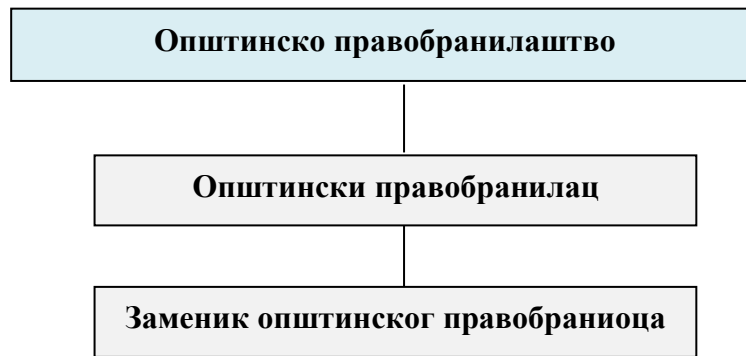 Општинско правобранилаштво
Општински правобранилац
Заменик општинског правобраниоца